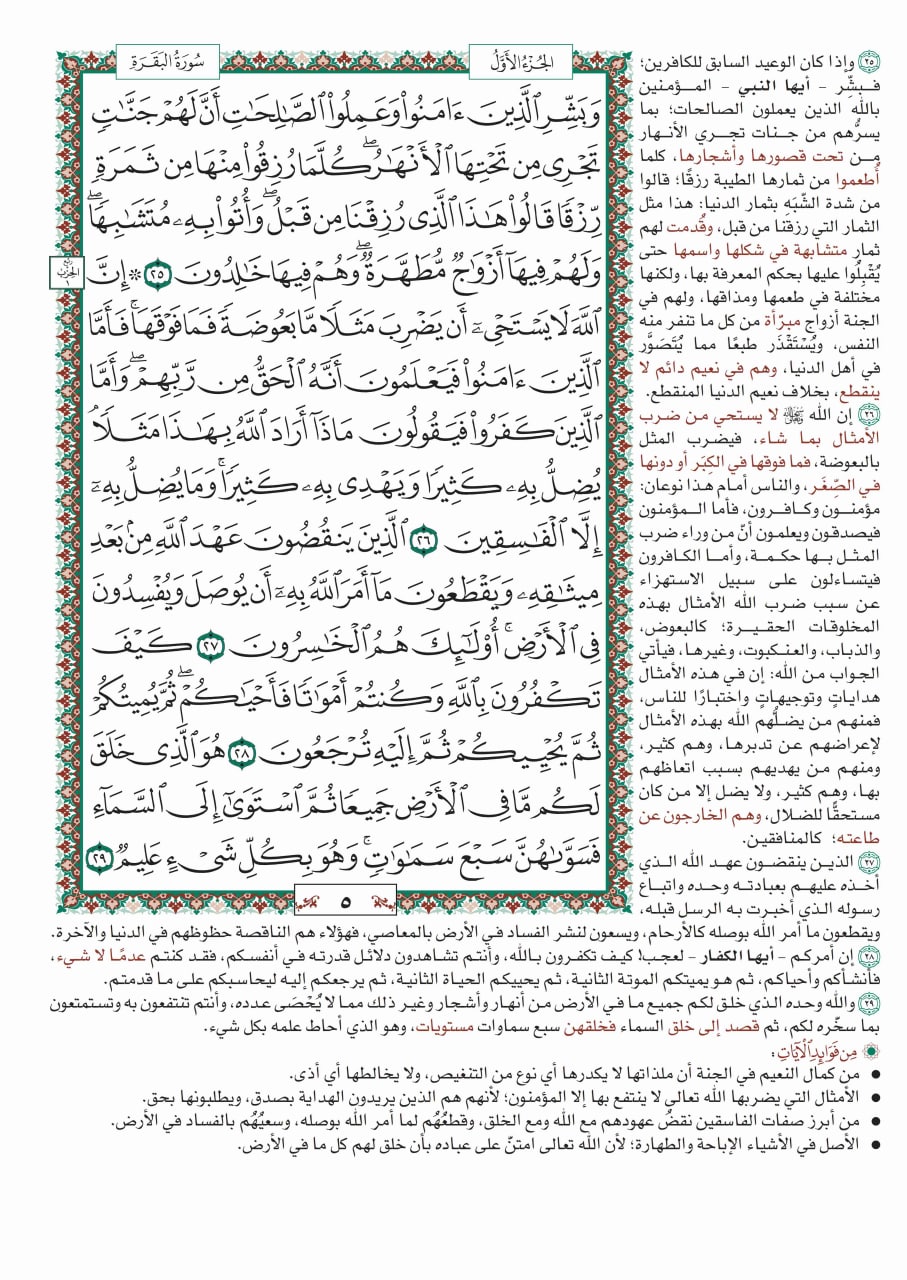 الجُزْءُ الأَوَّلُ
سُورَةُ البَقَرَةِ
وَبَشِّرِ ٱلَّذِينَ ءَامَنُوا۟ وَعَمِلُوا۟ ٱلصَّٰلِحَٰتِ أَنَّ لَهُمْ جَنَّٰتٍ
تَجْرِى مِن تَحْتِهَا ٱلْأَنْهَٰرُ ۖ كُلَّمَا رُزِقُوا۟ مِنْهَا مِن ثَمَرَةٍ
رِّزْقًا قَالُوا۟ هَٰذَا ٱلَّذِى رُزِقْنَا مِن قَبْلُ ۖ وَأُتُوا۟ بِهِۦ مُتَشَٰبِهًا ۖ
وَلَهُمْ فِيهَآ أَزْوَٰجٌ مُّطَهَّرَةٌ ۖ وَهُمْ فِيهَا خَٰلِدُونَ ٢٥ ۞ إِنَّ
ربع
الحزب
١
ٱللَّهَ لَا يَسْتَحْىِۦٓ أَن يَضْرِبَ مَثَلًا مَّا بَعُوضَةً فَمَا فَوْقَهَا ۚ فَأَمَّا
ٱلَّذِينَ ءَامَنُوا۟ فَيَعْلَمُونَ أَنَّهُ ٱلْحَقُّ مِن رَّبِّهِمْ ۖ وَأَمَّا
ٱلَّذِينَ كَفَرُوا۟ فَيَقُولُونَ مَاذَآ أَرَادَ ٱللَّهُ بِهَٰذَا مَثَلًا ۘ
يُضِلُّ بِهِۦ كَثِيرًا وَيَهْدِى بِهِۦ كَثِيرًا ۚ وَمَا يُضِلُّ بِهِۦٓ
إِلَّا ٱلْفَٰسِقِينَ ٢٦ ٱلَّذِينَ يَنقُضُونَ عَهْدَ ٱللَّهِ مِنۢ بَعْدِ
مِيثَٰقِهِۦ وَيَقْطَعُونَ مَآ أَمَرَ ٱللَّهُ بِهِۦٓ أَن يُوصَلَ وَيُفْسِدُونَ
فِى ٱلْأَرْضِ ۚ أُو۟لَٰٓئِكَ هُمُ ٱلْخَٰسِرُونَ ٢٧ كَيْفَ
تَكْفُرُونَ بِٱللَّهِ وَكُنتُمْ أَمْوَٰتًا فَأَحْيَٰكُمْ ۖ ثُمَّ يُمِيتُكُمْ
ثُمَّ يُحْيِيكُمْ ثُمَّ إِلَيْهِ تُرْجَعُونَ ٢٨ هُوَ ٱلَّذِى خَلَقَ
لَكُم مَّا فِى ٱلْأَرْضِ جَمِيعًا ثُمَّ ٱسْتَوَىٰٓ إِلَى ٱلسَّمَآءِ
فَسَوَّىٰهُنَّ سَبْعَ سَمَٰوَٰتٍ ۚ وَهُوَ بِكُلِّ شَىْءٍ عَلِيمٌ ٢٩
٥
٢٥ وإذا كان الوعيد السابق للكافرين؛
فبشِّر - أيها النبي - المؤمنين
بالله الذين يعملون الصالحات؛ بما
يسرُّهم من جنات تجري الأنهار
من تحت قصورها وأشجارها، كلما
أُطعموا من ثمارها الطيبة رزقًا؛ قالوا
من شدة الشَّبَهِ بثمار الدنيا: هذا مثل
الثمار التي رزقنا من قبل، وقُدمت لهم
ثمار متشابهة في شكلها واسمها حتى
يُقْبِلُوا عليها بحكم المعرفة بها، ولكنها
مختلفة في طعمها ومذاقها، ولهم في
الجنة أزواج مبرّأة من كل ما تنفر منه
النفس، ويُسْتَقْذَر طبعًا مما يُتَصَوَّر
في أهل الدنيا، وهم في نعيم دائم لا
ينقطع، بخلاف نعيم الدنيا المنقطع.
٢٦ إن الله ﷻ لا يستحي من ضرب
الأمثال بما شاء، فيضرب المثل
بالبعوضة، فما فوقها في الكِبَر أو دونها
في الصِّغَر، والناس أمام هذا نوعان:
مؤمنون وكافرون، فأما المؤمنون
فيصدقون ويعلمون أنّ من وراء ضرب
المثل بها حكمة، وأما الكافرون
فيتساءلون على سبيل الاستهزاء
عن سبب ضرب الله الأمثال بهذه
المخلوقات الحقيرة؛ كالبعوض،
والذباب، والعنكبوت، وغيرها، فيأتي
الجواب من الله: إن في هذه الأمثال
هداياتٍ وتوجيهاتٍ واختبارًا للناس،
فمنهم من يضلُّهم الله بهذه الأمثال
لإعراضهم عن تدبرها، وهم كثير،
ومنهم من يهديهم بسبب اتعاظهم
بها، وهم كثير، ولا يضل إلا من كان
مستحقًّا للضلال، وهم الخارجون عن
طاعته؛ كالمنافقين.
٢٧ الذين ينقضون عهد الله الذي
أخذه عليهم بعبادته وحده واتباع
رسوله الذي أخبرت به الرسل قبله،
ويقطعون ما أمر الله بوصله كالأرحام، ويسعون لنشر الفساد في الأرض بالمعاصي، فهؤلاء هم الناقصة حظوظهم في الدنيا والآخرة.
٢٨ إن أمركم - أيها الكفار - لعجب! كيف تكفرون بالله، وأنتم تشاهدون دلائل قدرته في أنفسكم، فقد كنتم عدمًا لا شيء،
فأنشأكم وأحياكم، ثم هو يميتكم الموتة الثانية، ثم يحييكم الحياة الثانية، ثم يرجعكم إليه ليحاسبكم على ما قدمتم.
٢٩ والله وحده الذي خلق لكم جميع ما في الأرض من أنهار وأشجار وغير ذلك مما لا يُحْصَى عدده، وأنتم تنتفعون به وتستمتعون
بما سخّره لكم، ثم قصد إلى خلق السماء فخلقهن سبع سماوات مستويات، وهو الذي أحاط علمه بكل شيء.
مِن فَوَائِدِ الآيَاتِ:
• من كمال النعيم في الجنة أن ملذاتها لا يكدرها أي نوع من التنغيص، ولا يخالطها أي أذى.
• الأمثال التي يضربها الله تعالى لا ينتفع بها إلا المؤمنون؛ لأنهم هم الذين يريدون الهداية بصدق، ويطلبونها بحق.
• من أبرز صفات الفاسقين نقضُ عهودهم مع الله ومع الخلق، وقطعُهُم لما أمر الله بوصله، وسعيُهُم بالفساد في الأرض.
• الأصل في الأشياء الإباحة والطهارة؛ لأن الله تعالى امتنّ على عباده بأن خلق لهم كل ما في الأرض.